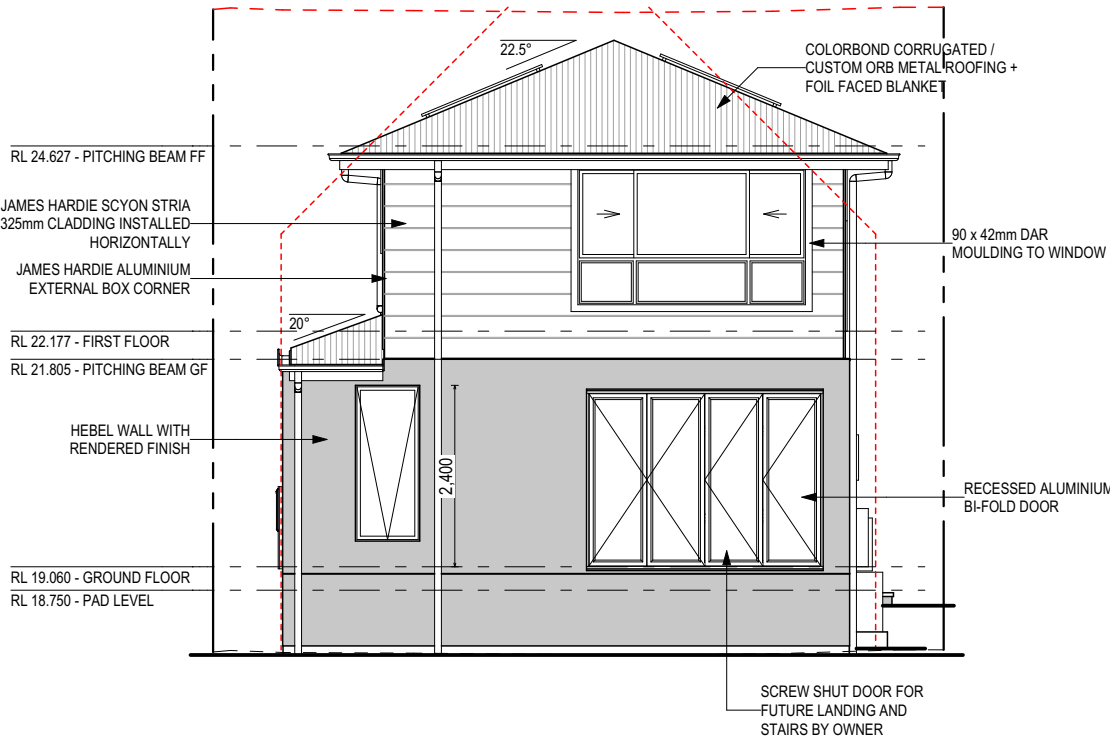 22.5°
COLORBOND CORRUGATED /
CUSTOM ORB METAL ROOFING +
FOIL FACED BLANKET
RL 24.627 - PITCHING BEAM FF
JAMES HARDIE SCYON STRIA
325mm CLADDING INSTALLED
HORIZONTALLY
90 x 42mm DAR
MOULDING TO WINDOW
JAMES HARDIE ALUMINIUM
EXTERNAL BOX CORNER
20°
RL 22.177 - FIRST FLOOR
RL 21.805 - PITCHING BEAM GF
HEBEL WALL WITH
RENDERED FINISH
2,400
RECESSED ALUMINIUM
BI-FOLD DOOR
RL 19.060 - GROUND FLOOR
RL 18.750 - PAD LEVEL
SCREW SHUT DOOR FOR
FUTURE LANDING AND
STAIRS BY OWNER